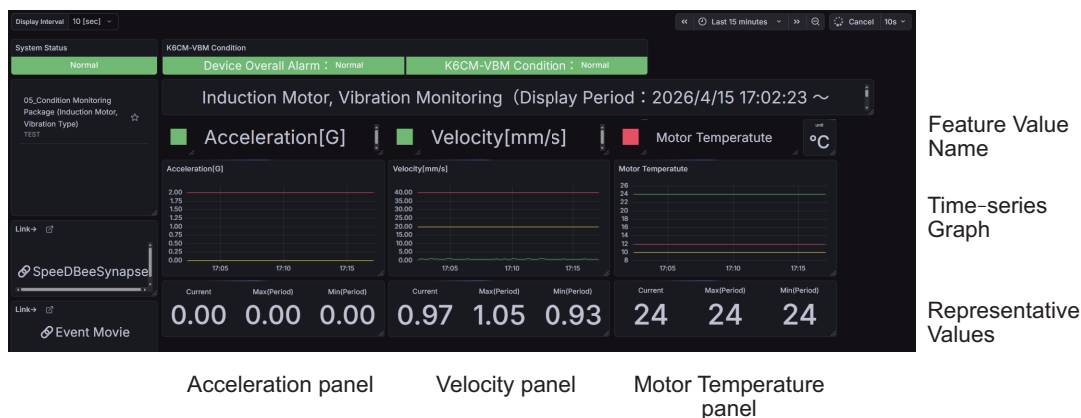 Display Interval 10 [sec]
Last 15 minutes
Cancel 10s
System Status
Normal
K6CM-VBM Condition
Device Overall Alarm： Normal
K6CM-VBM Condition： Normal
05_Condition Monitoring
Package (Induction Motor,
Vibration Type)
TEST
Induction Motor, Vibration Monitoring（Display Period：2026/4/15 17:02:23 ～
Acceleration[G]
Velocity[mm/s]
Motor Temperatute
unit
°C
Feature Value
Name
Acceleration[G]
2.00
1.75
1.50
1.25
1.00
0.75
0.50
0.25
0.00
17:05 17:10 17:15
Velocity[mm/s]
40.00
35.00
30.00
25.00
20.00
15.00
10.00
5.00
0.00
17:05 17:10 17:15
Motor Temperatute
26
24
22
20
18
16
14
12
10
8
17:05 17:10 17:15
Time-series
Graph
Link→
SpeeDBeeSynapse
Link→
Event Movie
Current Max(Period) Min(Period)
0.00 0.00 0.00
Current Max(Period) Min(Period)
0.97 1.05 0.93
Current Max(Period) Min(Period)
24 24 24
Representative
Values
Acceleration panel
Velocity panel
Motor Temperature
panel